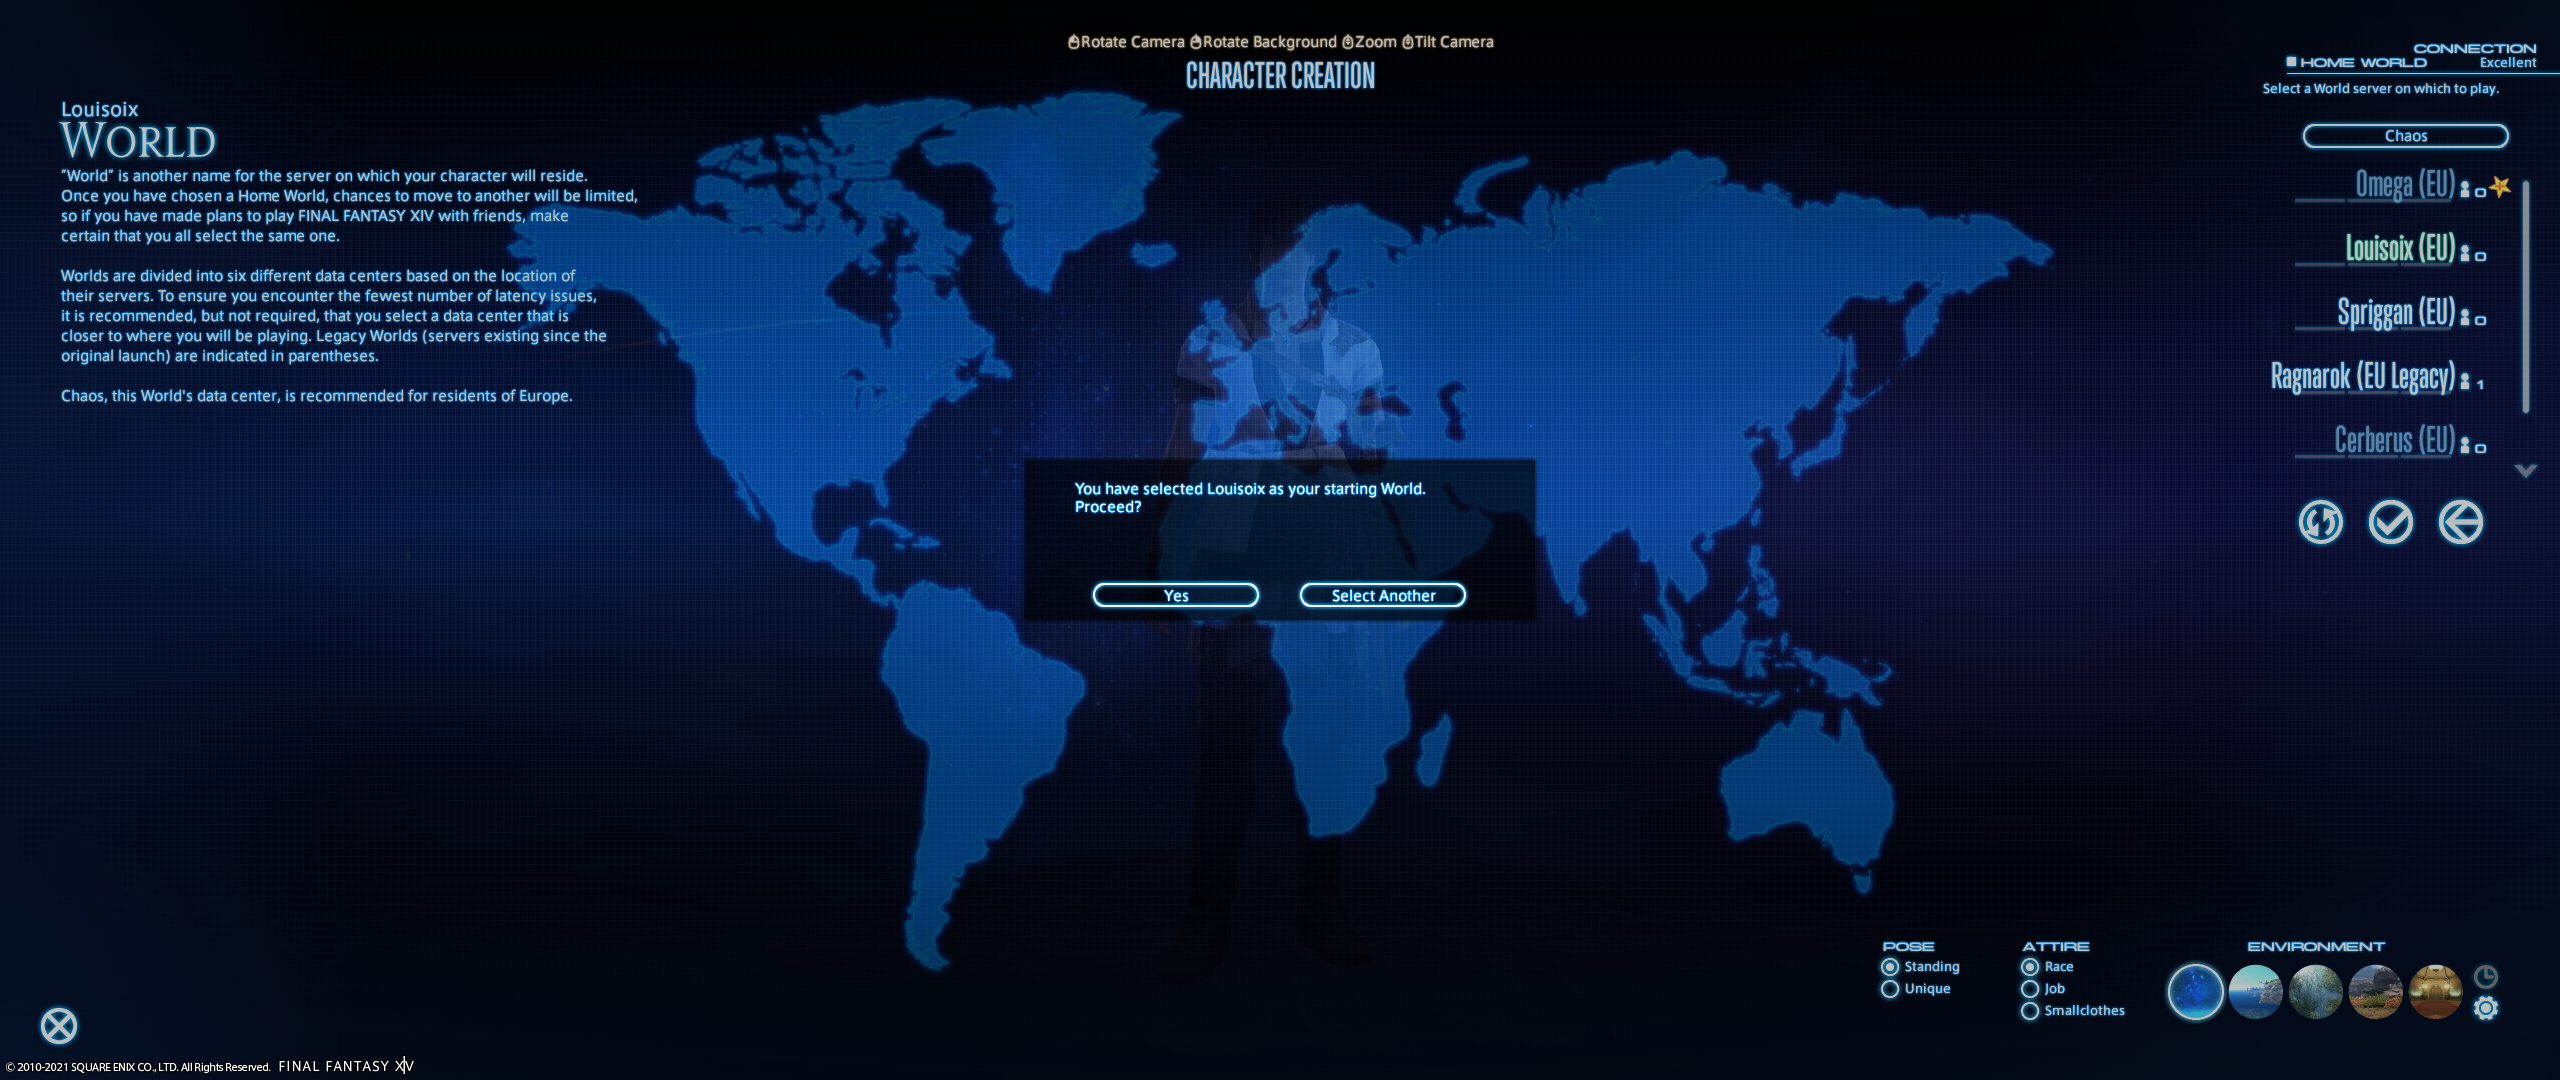 Rotate Camera Rotate Background Zoom Tilt Camera
CHARACTER CREATION
CONNECTION
HOME WORLD Excellent
Select a World server on which to play.
Louisoix
WORLD
"World" is another name for the server on which your character will reside.
Once you have chosen a Home World, chances to move to another will be limited,
so if you have made plans to play FINAL FANTASY XIV with friends, make
certain that you all select the same one.
Worlds are divided into six different data centers based on the location of
their servers. To ensure you encounter the fewest number of latency issues,
it is recommended, but not required, that you select a data center that is
closer to where you will be playing. Legacy Worlds (servers existing since the
original launch) are indicated in parentheses.
Chaos, this World's data center, is recommended for residents of Europe.
Chaos
Omega (EU) 0
Louisoix (EU) 0
Spriggan (EU) 0
Ragnarok (EU Legacy) 1
Cerberus (EU) 0
You have selected Louisoix as your starting World.
Proceed?
Yes Select Another
POSE
Standing
Unique
ATTIRE
Race
Job
Smallclothes
ENVIRONMENT
© 2010-2021 SQUARE ENIX CO., LTD. All Rights Reserved. FINAL FANTASY XIV